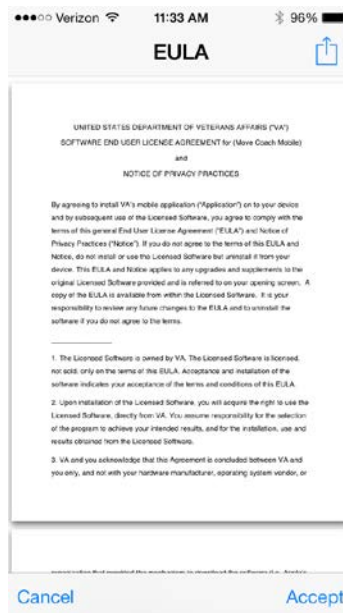 Verizon 11:33 AM 96%
EULA
UNITED STATES DEPARTMENT OF VETERANS AFFAIRS ("VA")
SOFTWARE END USER LICENSE AGREEMENT for (Move Coach Mobile)
and
NOTICE OF PRIVACY PRACTICES
By agreeing to install VA's mobile application ("Application") on to your device
and by subsequent use of the Licensed Software, you agree to comply with the
terms of this general End User License Agreement ("EULA") and Notice of
Privacy Practices ("Notice"). If you do not agree to the terms of this EULA and
Notice, do not install or use the Licensed Software but uninstall it from your
device. This EULA and Notice applies to any upgrades and supplements to the
original Licensed Software provided and is referred to on your opening screen. A
copy of the EULA is available from within the Licensed Software. It is your
responsibility to review any future changes to the EULA and to uninstall the
software if you do not agree to the terms.
1. The Licensed Software is owned by VA. The Licensed Software is licensed,
not sold, only on the terms of this EULA. Acceptance and installation of the
software indicates your acceptance of the terms and conditions of this EULA.
2. Upon installation of the Licensed Software, you will acquire the right to use the
Licensed Software, directly from VA. You assume responsibility for the selection
of the program to achieve your intended results, and for the installation, use and
results obtained from the Licensed Software.
3. VA and you acknowledge that this Agreement is concluded between VA and
you only, and not with your hardware manufacturer, operating system vendor, or
Cancel Accept